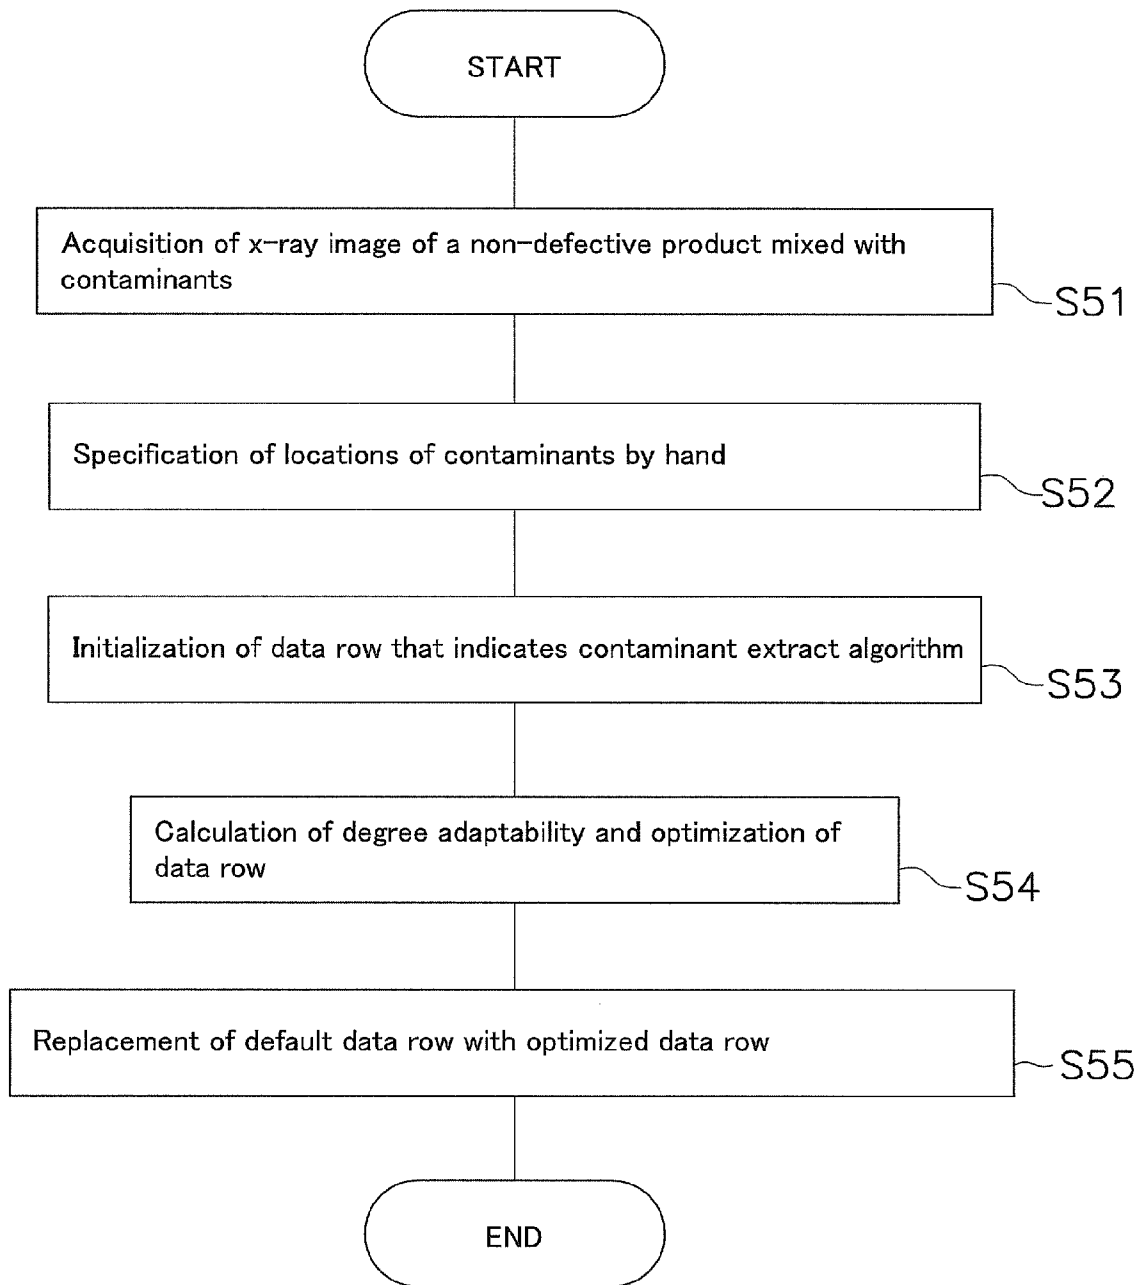 START
Acquisition of x-ray image of a non-defective product mixed with
contaminants
S51
Specification of locations of contaminants by hand
S52
Initialization of data row that indicates contaminant extract algorithm
S53
Calculation of degree adaptability and optimization of
data row
S54
Replacement of default data row with optimized data row
S55
END